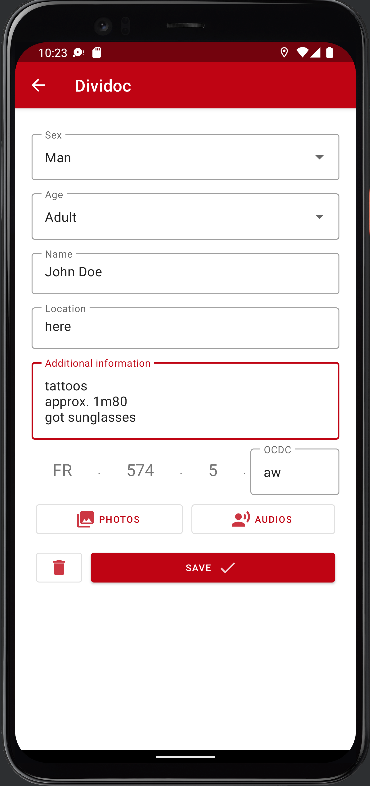 10:23
Dividoc
Sex
Man
Age
Adult
Name
John Doe
Location
here
Additional information
tattoos
approx. 1m80
got sunglasses
OCDC
FR . 574 . 5 . aw
PHOTOS AUDIOS
SAVE